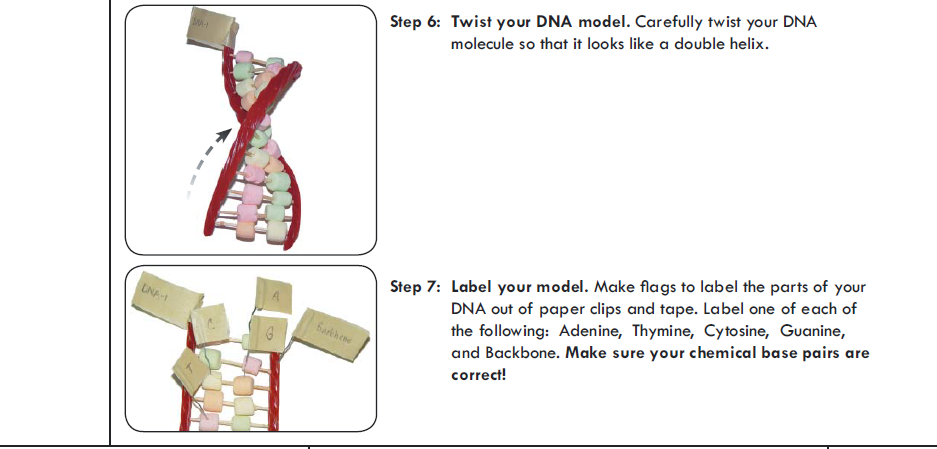 DNA-1
Step 6: Twist your DNA model. Carefully twist your DNA
molecule so that it looks like a double helix.
DNA-1
A
C
G
Backbone
Step 7: Label your model. Make flags to label the parts of your
DNA out of paper clips and tape. Label one of each of
the following: Adenine, Thymine, Cytosine, Guanine,
and Backbone. Make sure your chemical base pairs are
correct!